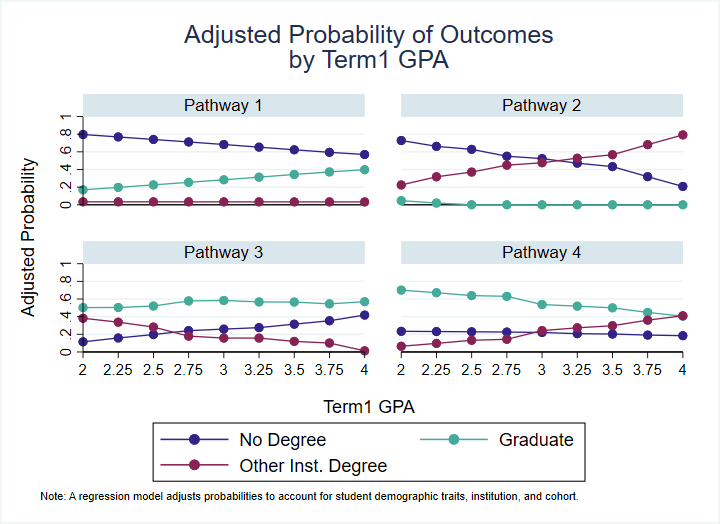 Adjusted Probability of Outcomes
by Term1 GPA
Pathway 1
Pathway 2
0 .2 .4 .6 .8 1
Pathway 3
Pathway 4
0 .2 .4 .6 .8 1
2 2.25 2.5 2.75 3 3.25 3.5 3.75 4
2 2.25 2.5 2.75 3 3.25 3.5 3.75 4
Adjusted Probability
Term1 GPA
No Degree
Graduate
Other Inst. Degree
Note: A regression model adjusts probabilities to account for student demographic traits, institution, and cohort.